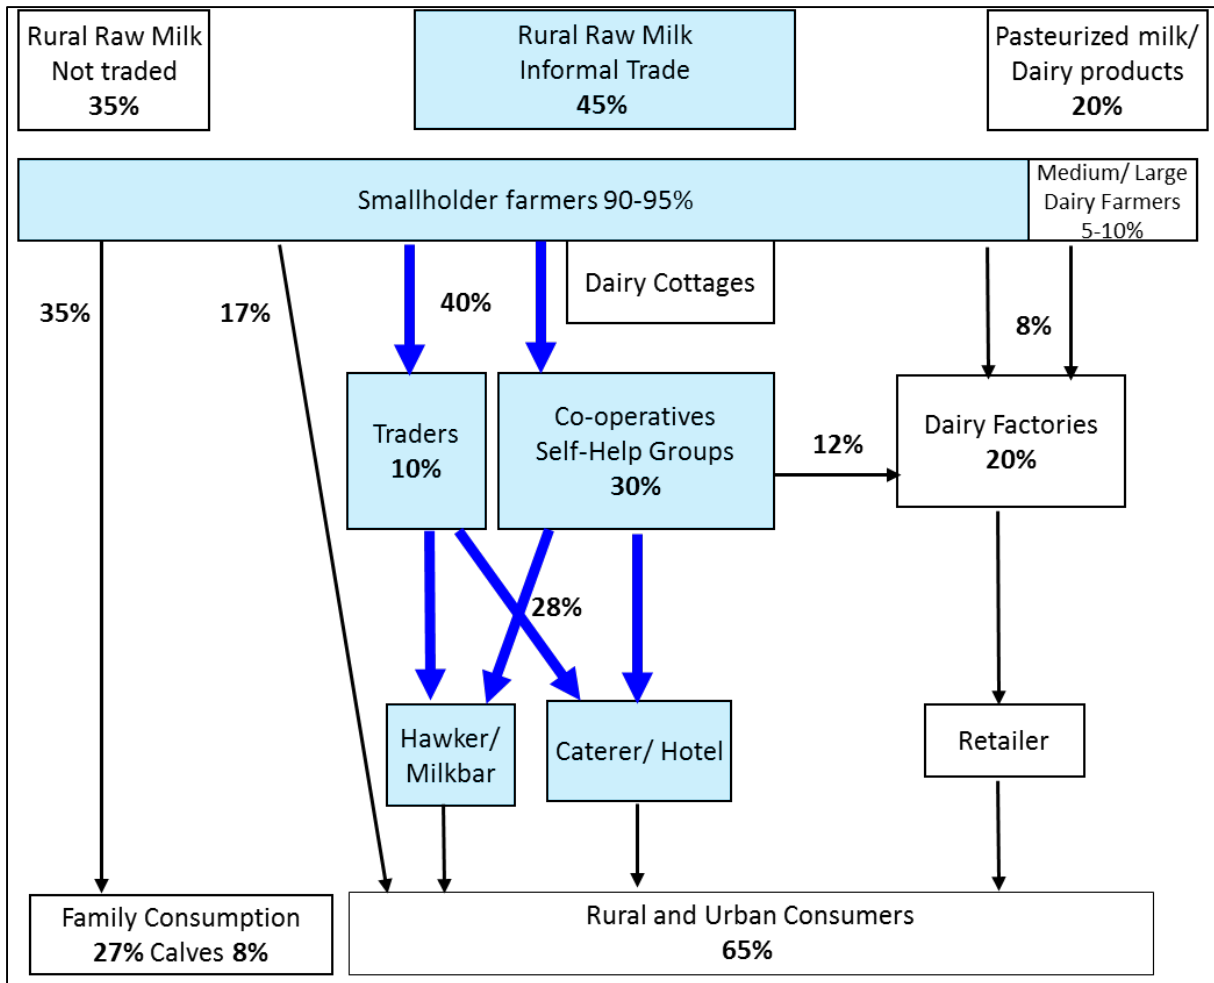 Rural Raw Milk
Not traded
35%
Rural Raw Milk
Informal Trade
45%
Pasteurized milk/
Dairy products
20%
Smallholder farmers 90-95%
Medium/ Large
Dairy Farmers
5-10%
Dairy Cottages
35%
17%
40%
8%
Traders
10%
Co-operatives
Self-Help Groups
30%
12%
Dairy Factories
20%
28%
Hawker/
Milkbar
Caterer/ Hotel
Retailer
Family Consumption
27% Calves 8%
Rural and Urban Consumers
65%